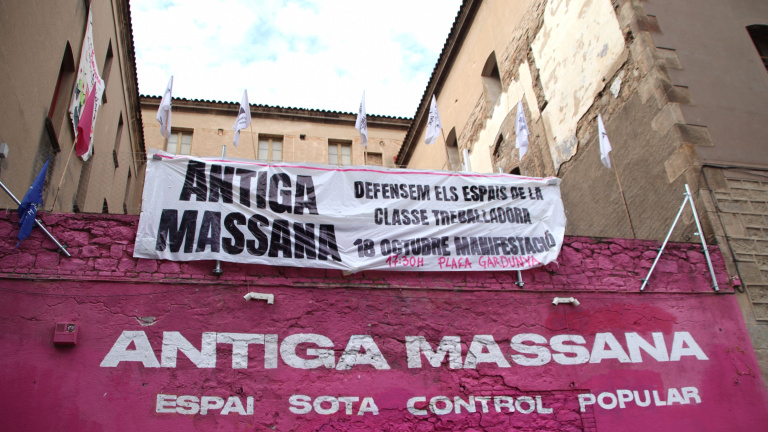 ANTIGA
MASSANA
DEFENSEM ELS ESPAIS DE LA
CLASSE TREBALLADORA
18 OCTUBRE MANIFESTACIÓ
17:30H PLAÇA GARDUNYA
ANTIGA MASSANA
ESPAI SOTA CONTROL POPULAR